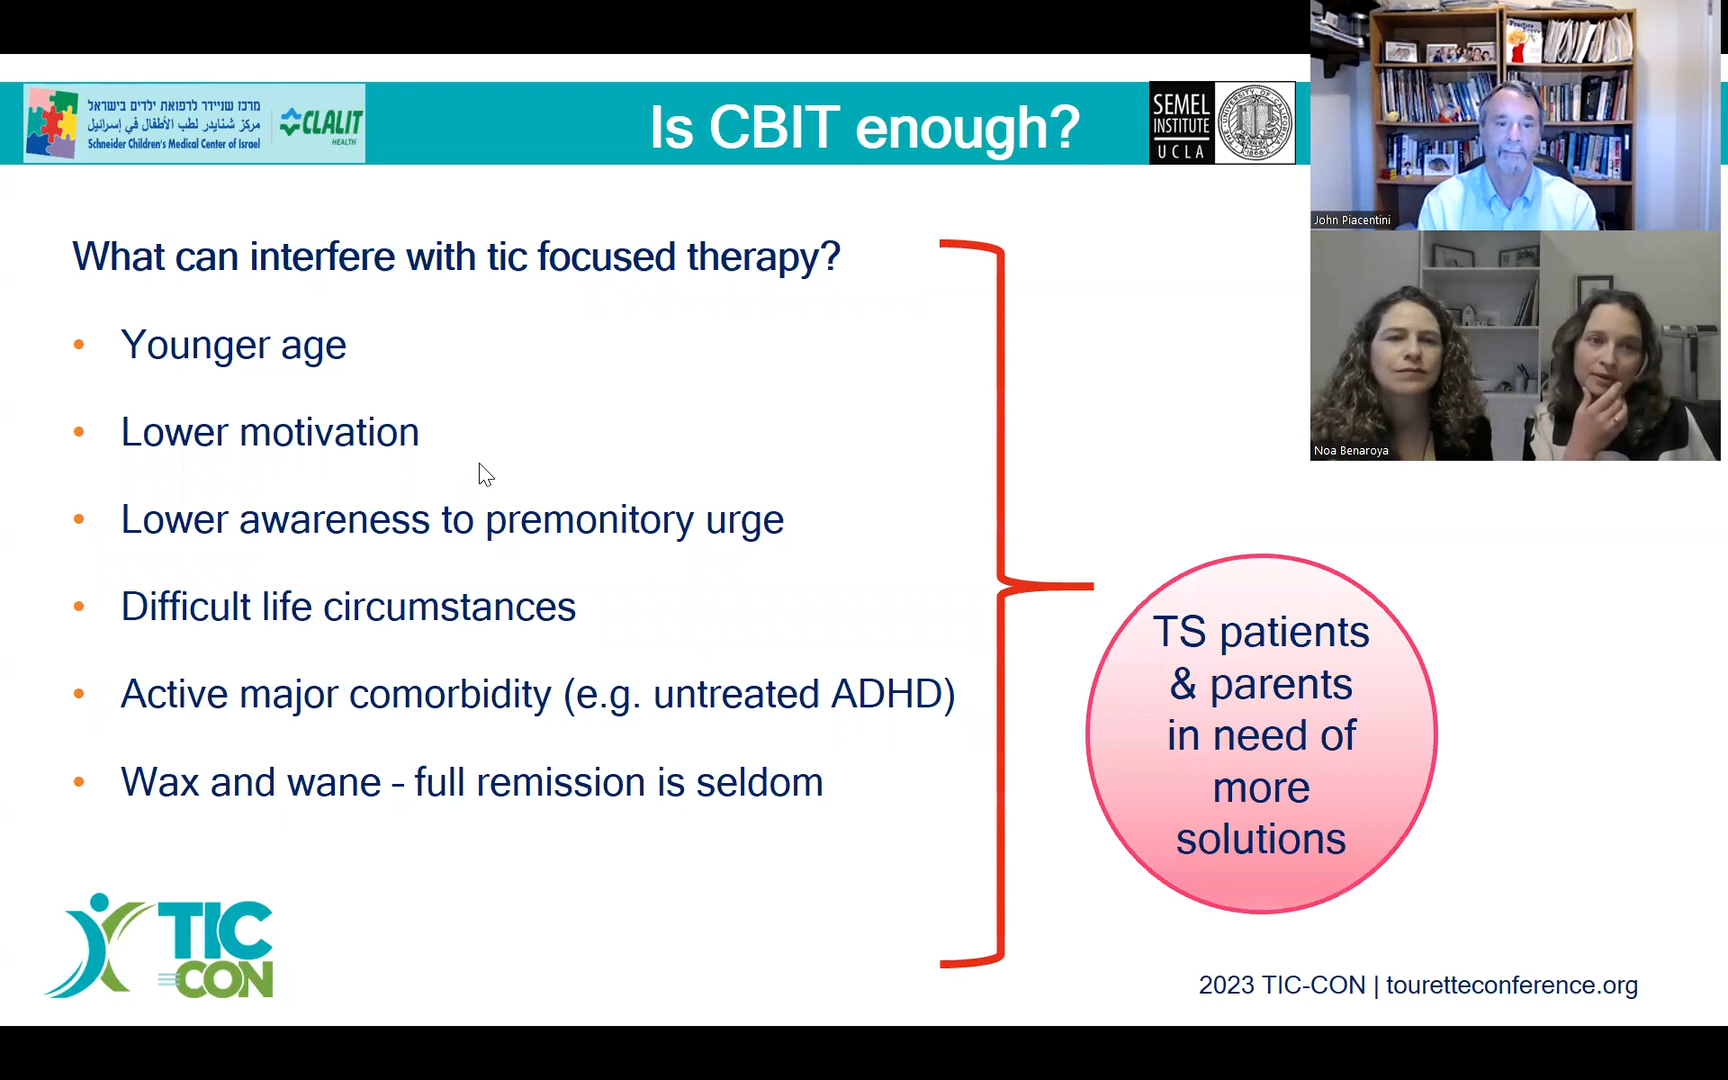 מרכז שניידר לרפואת ילדים בישראל
مركز شنايدر لطب الأطفال في إسرائيل
Schneider Children's Medical Center of Israel
CLALIT
HEALTH
Is CBIT enough?
SEMEL
INSTITUTE
UCLA
John Piacentini
Noa Benaroya
What can interfere with tic focused therapy?
• Younger age
• Lower motivation
• Lower awareness to premonitory urge
• Difficult life circumstances
• Active major comorbidity (e.g. untreated ADHD)
• Wax and wane – full remission is seldom
TS patients
& parents
in need of
more
solutions
TIC
CON
2023 TIC-CON | touretteconference.org